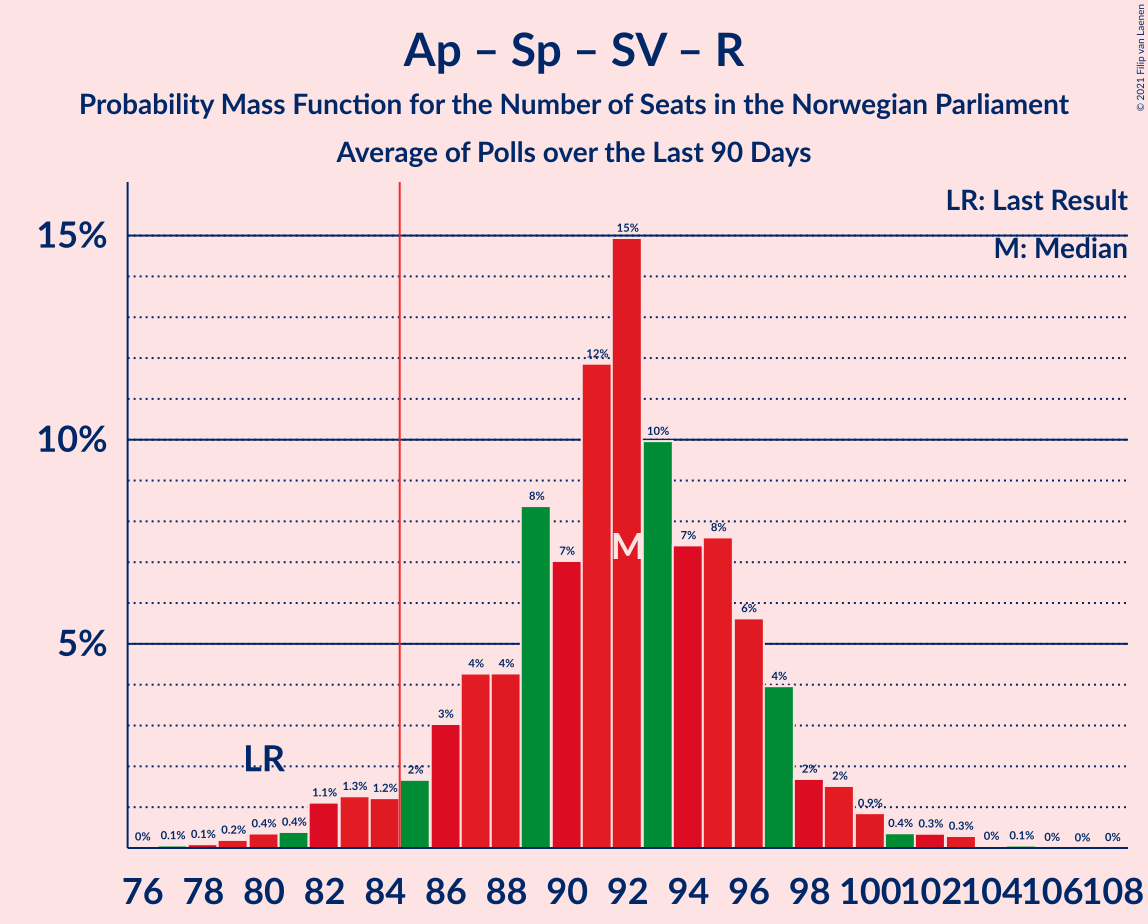 Ap – Sp – SV – R
Probability Mass Function for the Number of Seats in the Norwegian Parliament
Average of Polls over the Last 90 Days
© 2021 Filip van Laenen
LR: Last Result
M: Median
15%
10%
5%
LR
M
0% 0.1% 0.1% 0.2% 0.4% 0.4% 1.1% 1.3% 1.2% 2% 3% 4% 4% 8% 7% 12% 15% 10% 7% 8% 6% 4% 2% 2% 0.9% 0.4% 0.3% 0.3% 0% 0.1% 0% 0% 0%
76 78 80 82 84 86 88 90 92 94 96 98 100 102 104 106 108